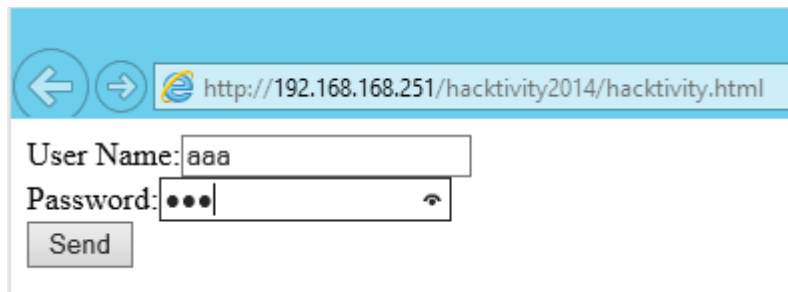 http://192.168.168.251/hacktivity2014/hacktivity.html
User Name: aaa
Password: •••
Send